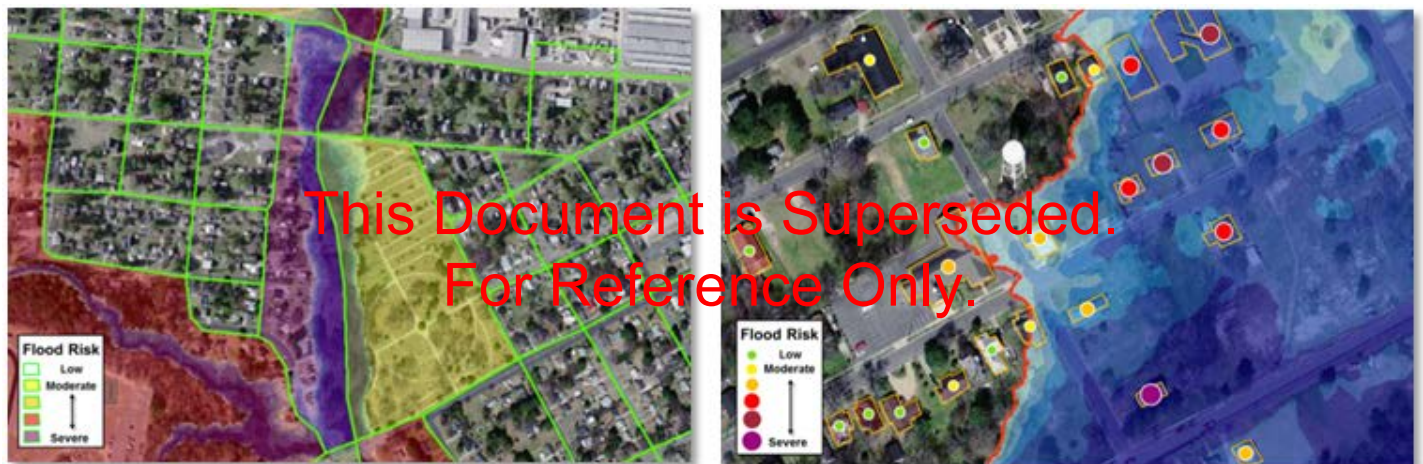 This Document is Superseded.
For Reference Only.
Flood Risk
Low
Moderate
Severe
Flood Risk
Low
Moderate
Severe